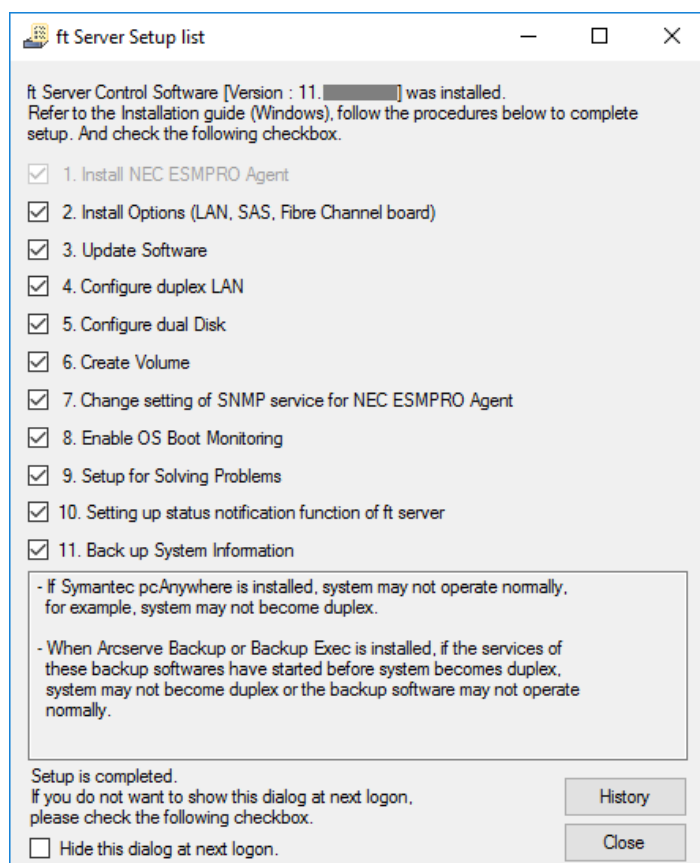 ft Server Setup list
ft Server Control Software [Version : 11. ] was installed.
Refer to the Installation guide (Windows), follow the procedures below to complete
setup. And check the following checkbox.
1. Install NEC ESMPRO Agent
2. Install Options (LAN, SAS, Fibre Channel board)
3. Update Software
4. Configure duplex LAN
5. Configure dual Disk
6. Create Volume
7. Change setting of SNMP service for NEC ESMPRO Agent
8. Enable OS Boot Monitoring
9. Setup for Solving Problems
10. Setting up status notification function of ft server
11. Back up System Information
- If Symantec pcAnywhere is installed, system may not operate normally,
for example, system may not become duplex.
- When Arcserve Backup or Backup Exec is installed, if the services of
these backup softwares have started before system becomes duplex,
system may not become duplex or the backup software may not operate
normally.
Setup is completed.
If you do not want to show this dialog at next logon,
please check the following checkbox.
Hide this dialog at next logon.
History
Close